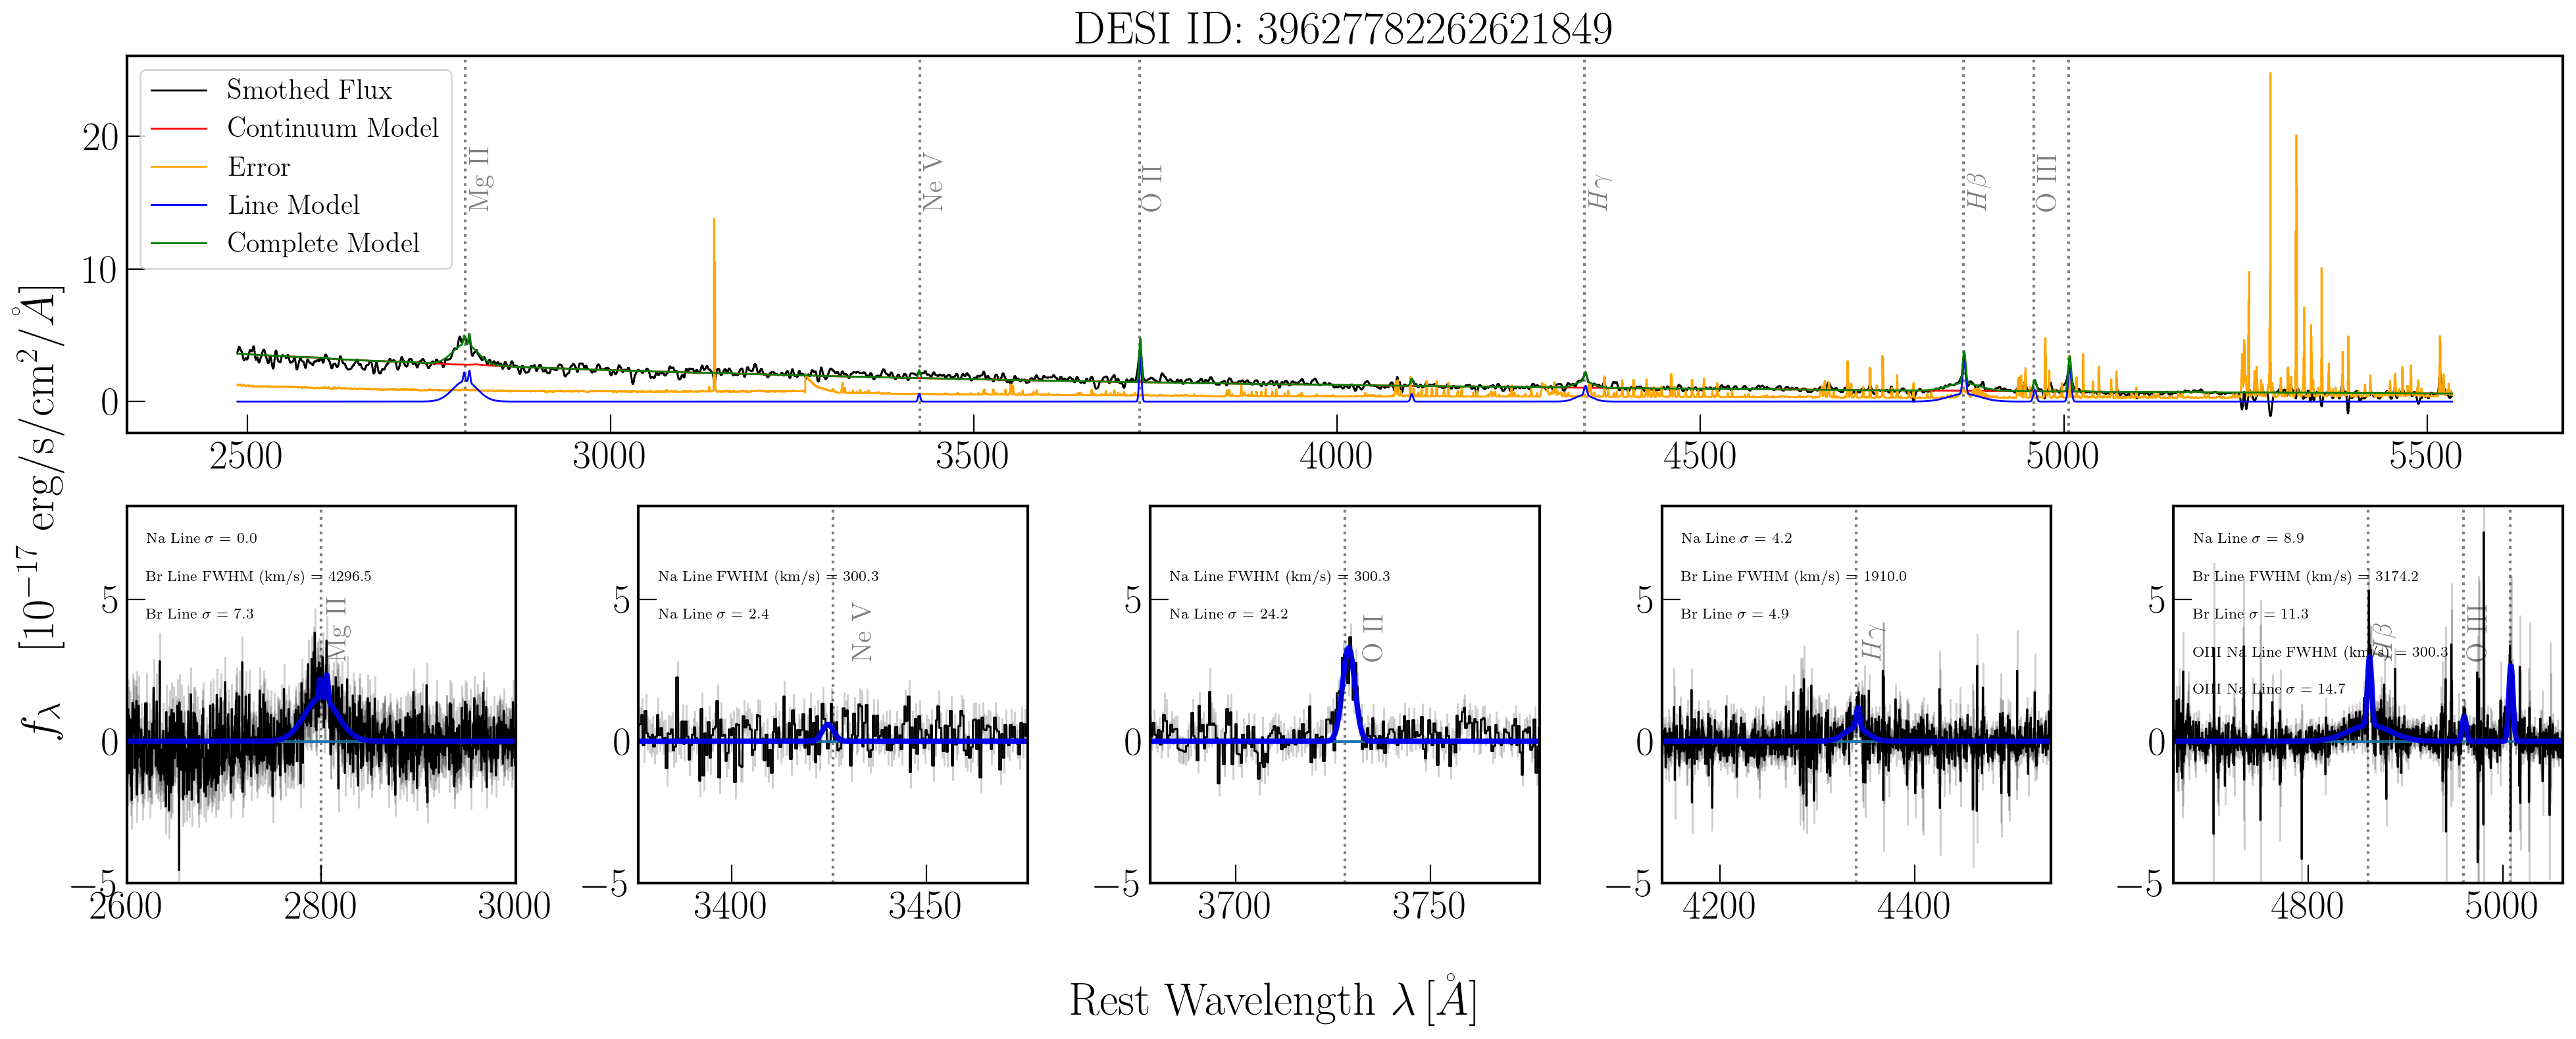 DESI ID: 39627782262621849
Smothed Flux
Continuum Model
Error
Line Model
Complete Model
Mg II
Ne V
O II
Hγ
Hβ
O III
20
10
0
2500 3000 3500 4000 4500 5000 5500
f_λ [10^{-17} erg/s/cm^2/Å]
Na Line σ = 0.0
Br Line FWHM (km/s) = 4296.5
Br Line σ = 7.3
Mg II
5
0
−5
2600 2800 3000
Na Line FWHM (km/s) = 300.3
Na Line σ = 2.4
Ne V
5
0
−5
3400 3450
Na Line FWHM (km/s) = 300.3
Na Line σ = 24.2
O II
5
0
−5
3700 3750
Na Line σ = 4.2
Br Line FWHM (km/s) = 1910.0
Br Line σ = 4.9
Hγ
5
0
−5
4200 4400
Na Line σ = 8.9
Br Line FWHM (km/s) = 3174.2
Br Line σ = 11.3
OIII Na Line FWHM (km/s) = 300.3
OIII Na Line σ = 14.7
Hβ
O III
5
0
−5
4800 5000
Rest Wavelength λ [Å]